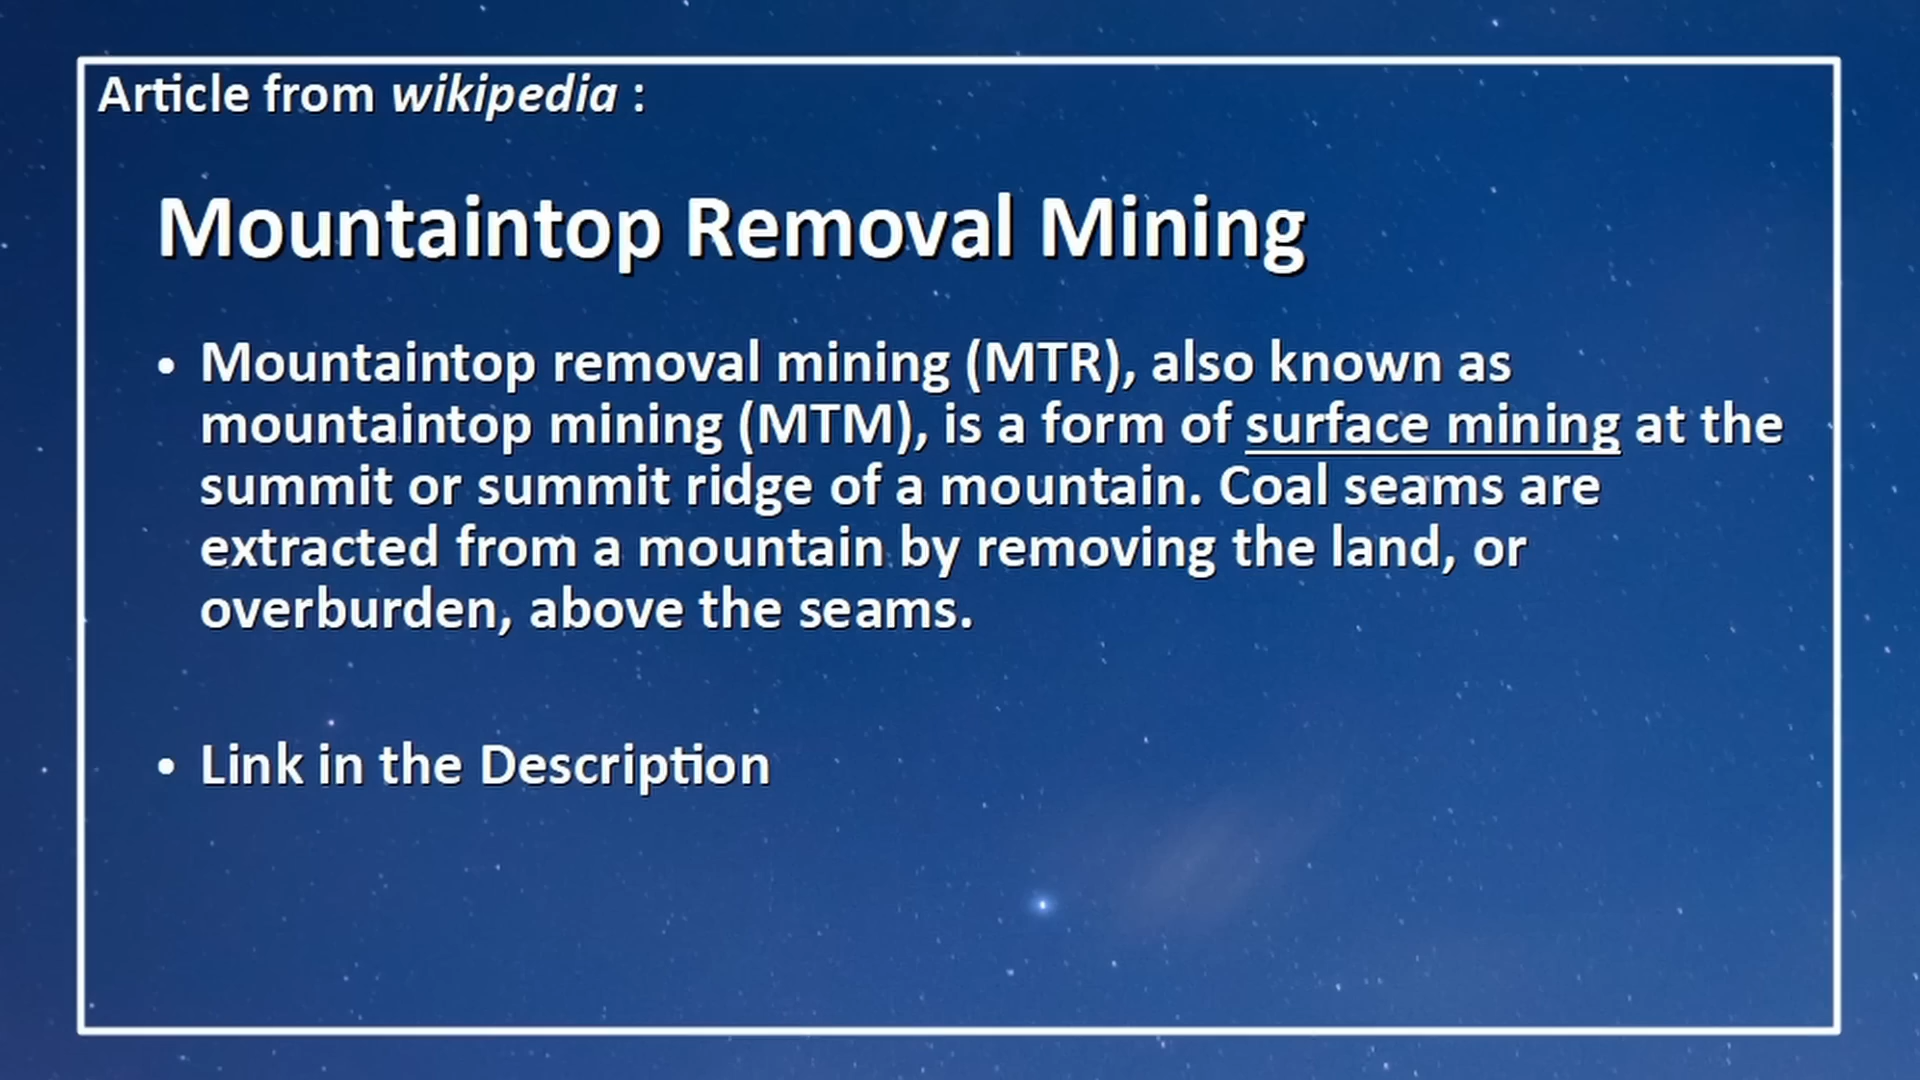 Article from wikipedia :
Mountaintop Removal Mining
• Mountaintop removal mining (MTR), also known as
mountaintop mining (MTM), is a form of surface mining at the
summit or summit ridge of a mountain. Coal seams are
extracted from a mountain by removing the land, or
overburden, above the seams.
• Link in the Description